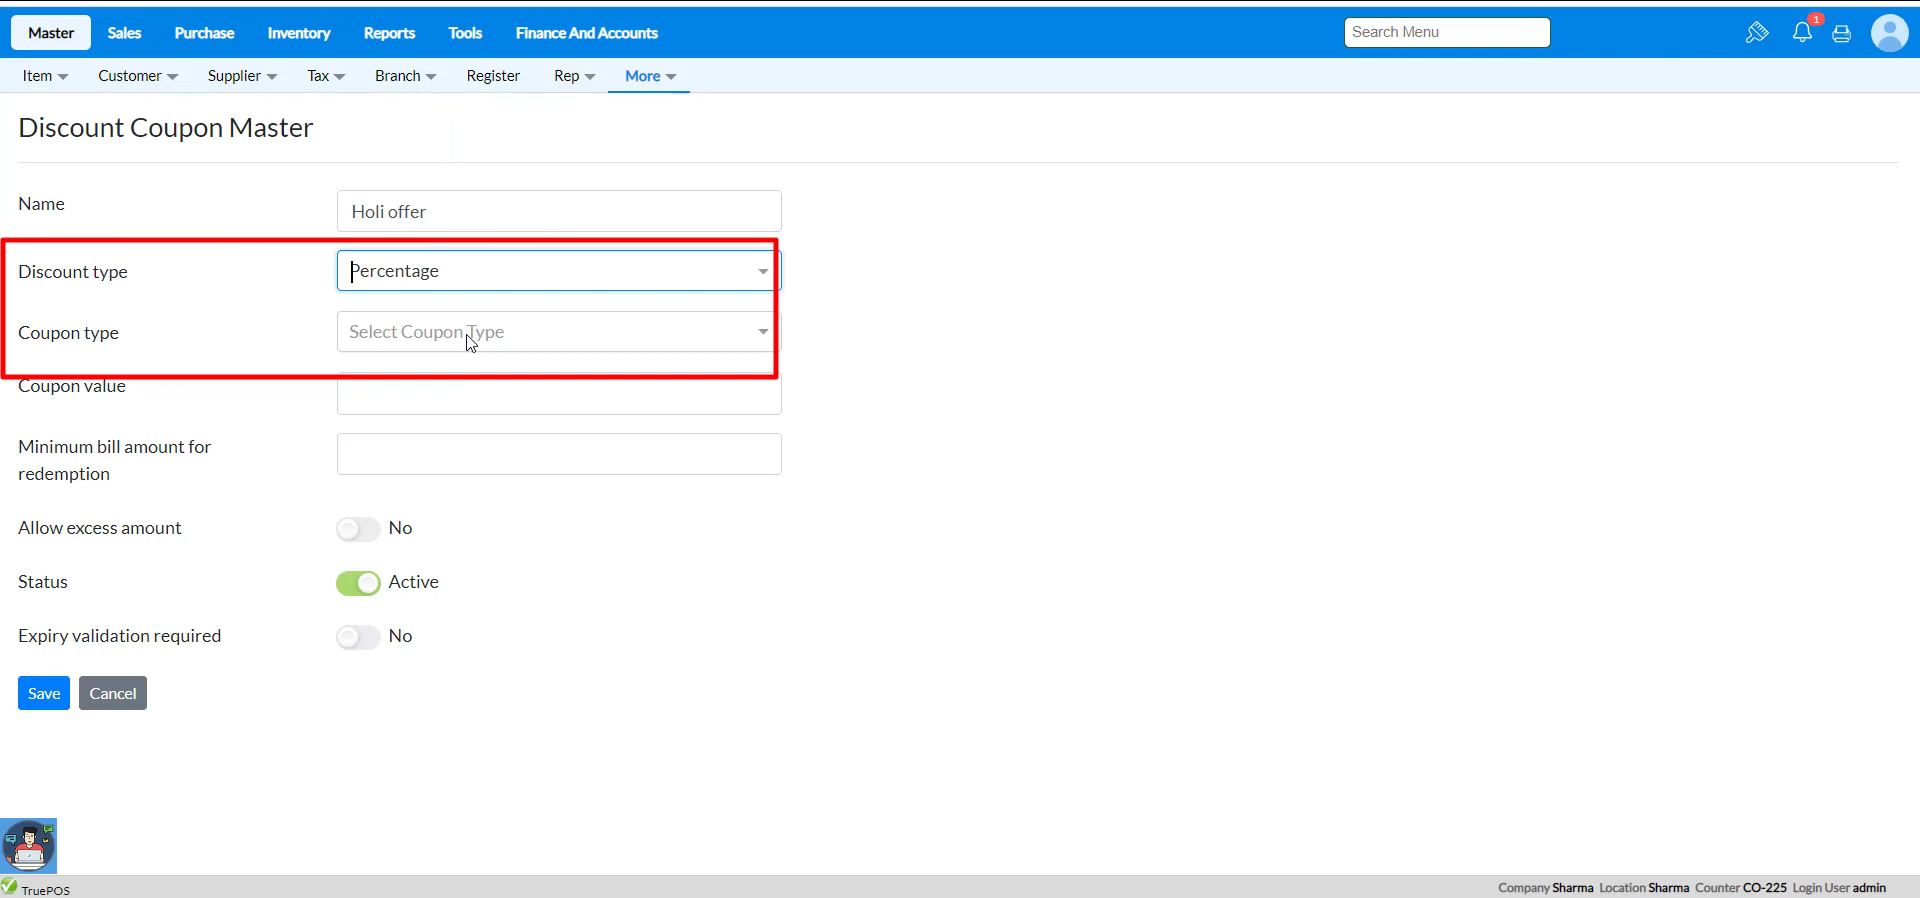 Master Sales Purchase Inventory Reports Tools Finance And Accounts Search Menu 1
Item Customer Supplier Tax Branch Register Rep More
Discount Coupon Master
Name Holi offer
Discount type Percentage
Coupon type Select Coupon Type
Coupon value
Minimum bill amount for
redemption
Allow excess amount No
Status Active
Expiry validation required No
Save Cancel
TruePOS Company Sharma Location Sharma Counter CO-225 Login User admin